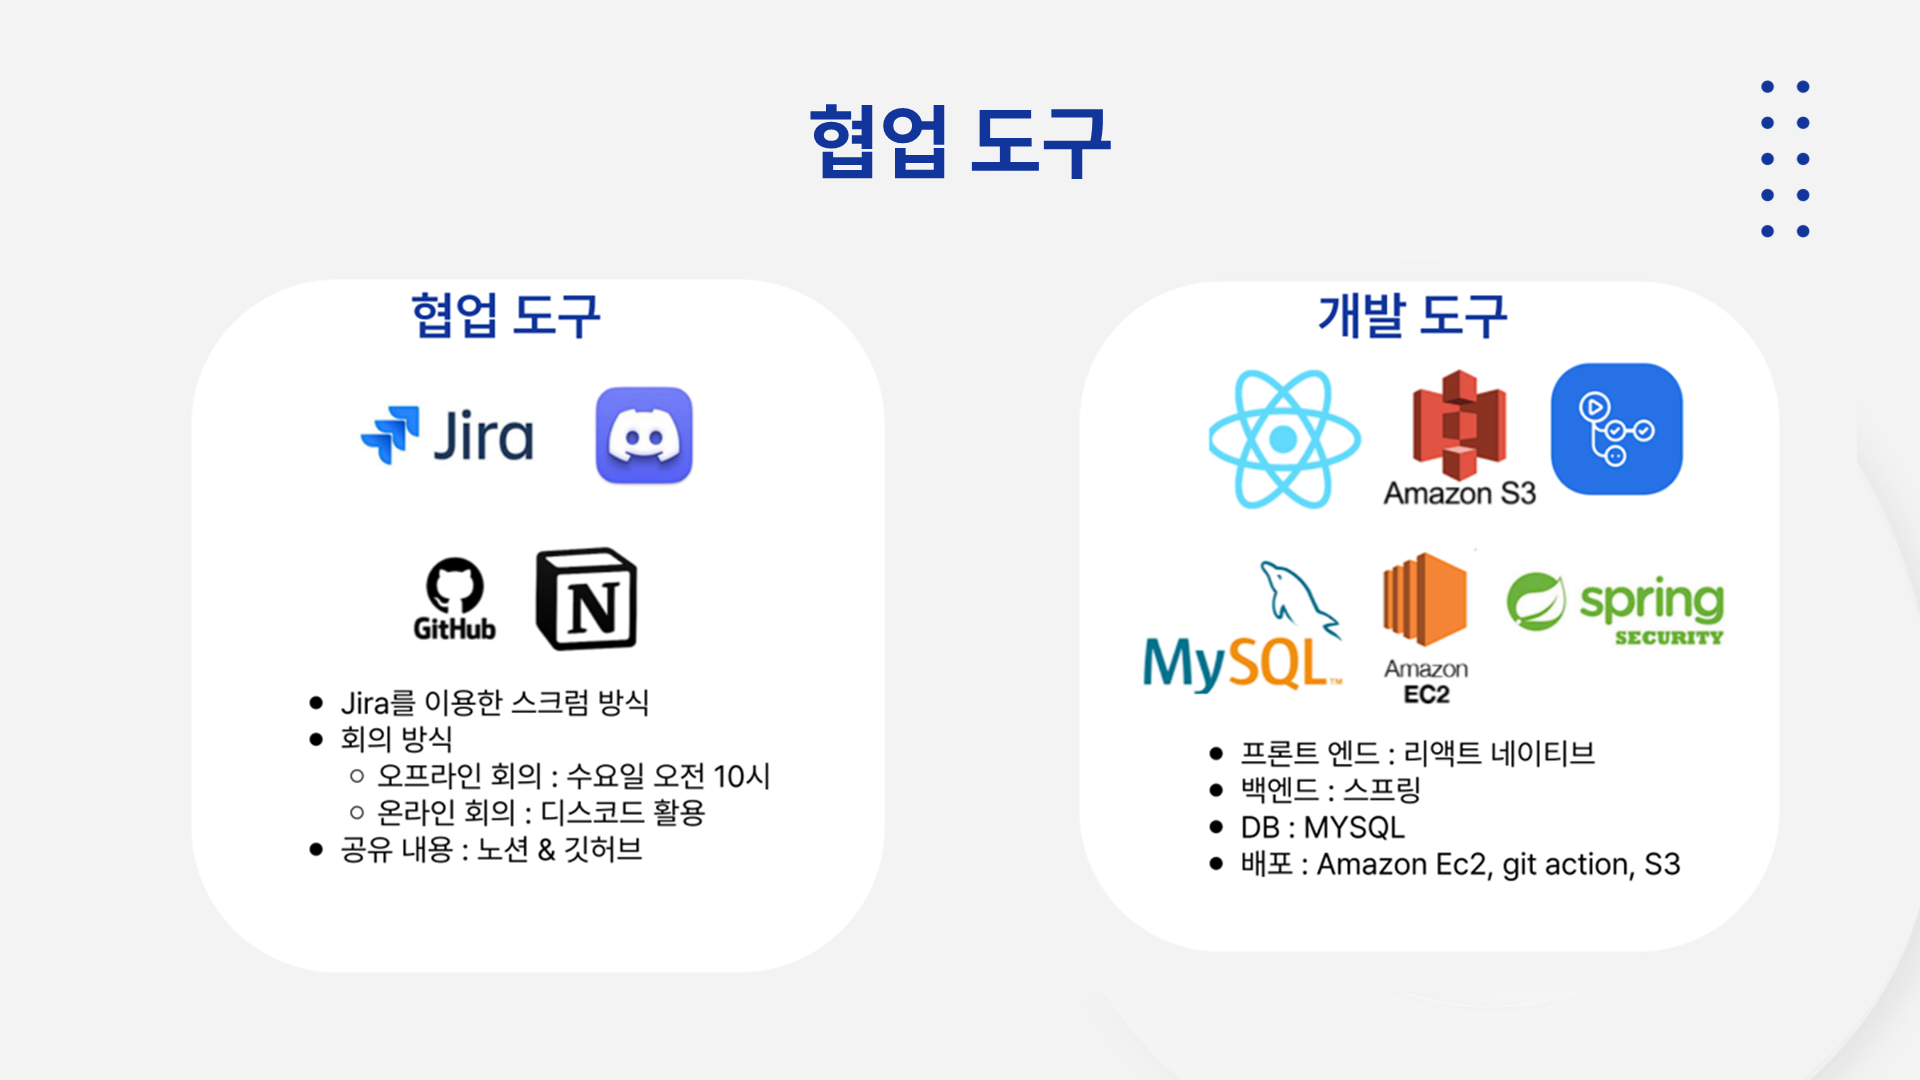 협업 도구
협업 도구
Jira
GitHub
N
Jira를 이용한 스크럼 방식
회의 방식
오프라인 회의 : 수요일 오전 10시
온라인 회의 : 디스코드 활용
공유 내용 : 노션 & 깃허브
개발 도구
Amazon S3
MySQL™
Amazon
EC2
spring
SECURITY
프론트 엔드 : 리액트 네이티브
백엔드 : 스프링
DB : MYSQL
배포 : Amazon Ec2, git action, S3